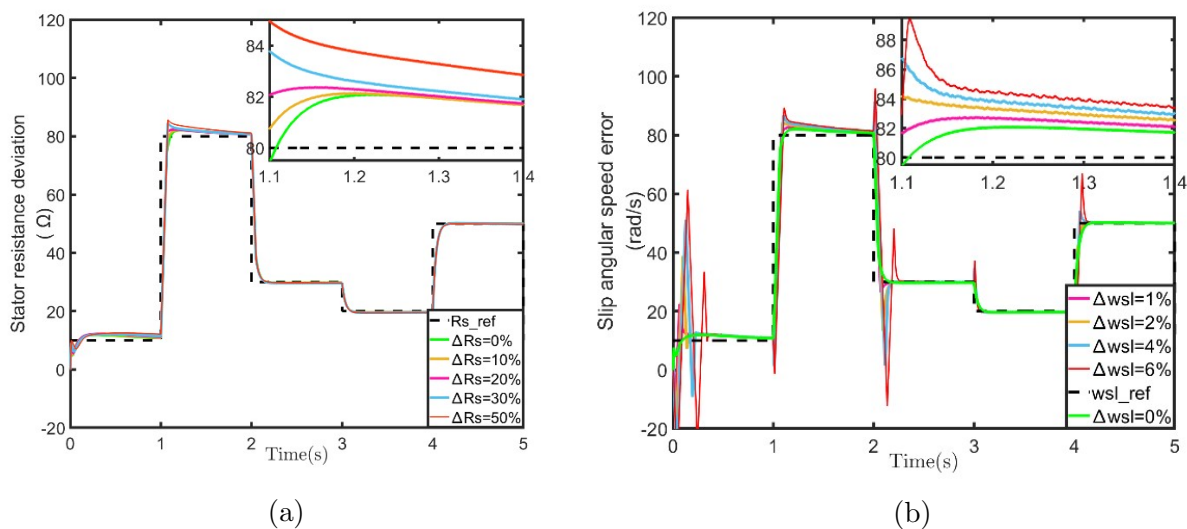 120
100
80
60
40
20
0
-20
Stator resistance deviation
( Ω)
84
82
80
1.1 1.2 1.3 1.4
Rs_ref
ΔRs=0%
ΔRs=10%
ΔRs=20%
ΔRs=30%
ΔRs=50%
0 1 2 3 4 5
Time(s)
(a)
120
100
80
60
40
20
0
-20
Slip angular speed error
(rad/s)
88
86
84
82
80
1.1 1.2 1.3 1.4
Δwsl=1%
Δwsl=2%
Δwsl=4%
Δwsl=6%
wsl_ref
Δwsl=0%
0 1 2 3 4 5
Time(s)
(b)